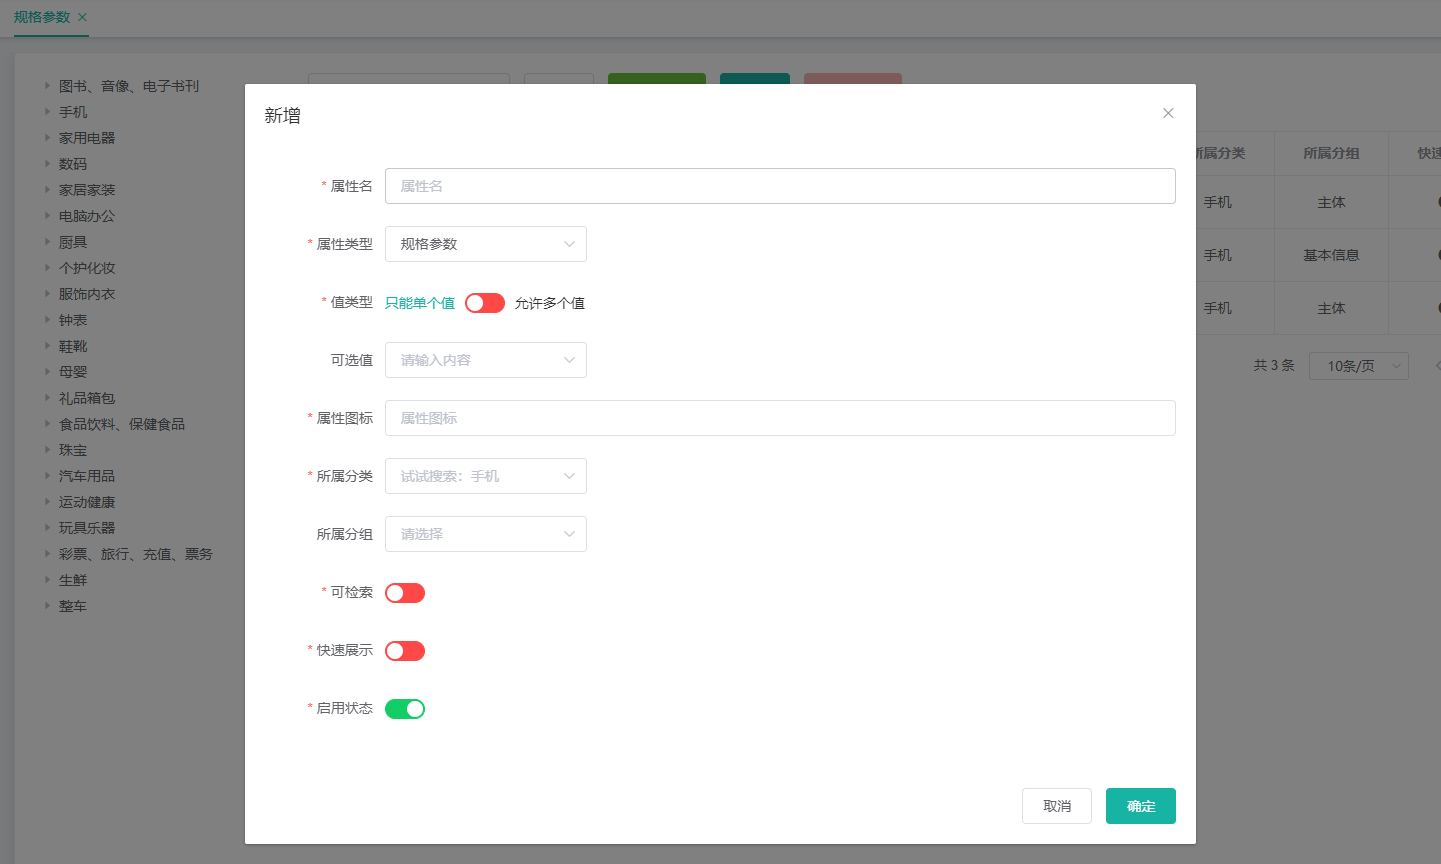 规格参数
图书、音像、电子书刊
手机
家用电器
数码
家居家装
电脑办公
厨具
个护化妆
服饰内衣
钟表
鞋靴
母婴
礼品箱包
食品饮料、保健食品
珠宝
汽车用品
运动健康
玩具乐器
彩票、旅行、充值、票务
生鲜
整车
新增
* 属性名 属性名
* 属性类型 规格参数
* 值类型 只能单个值 允许多个值
可选值 请输入内容
* 属性图标 属性图标
* 所属分类 试试搜索：手机
所属分组 请选择
* 可检索
* 快速展示
* 启用状态
取消 确定
所属分类 所属分组 快速
手机 主体
手机 基本信息
手机 主体
共 3 条 10条/页